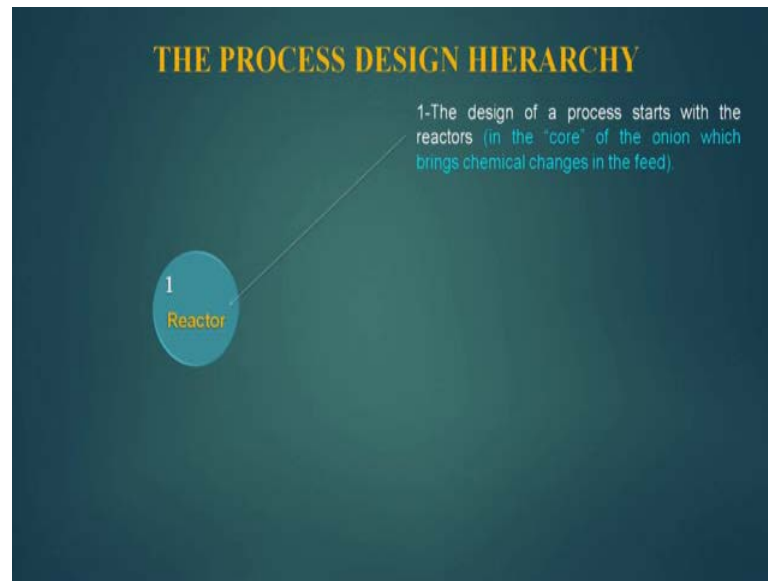 THE PROCESS DESIGN HIERARCHY
1-The design of a process starts with the
reactors (in the “core” of the onion which
brings chemical changes in the feed).
1
Reactor